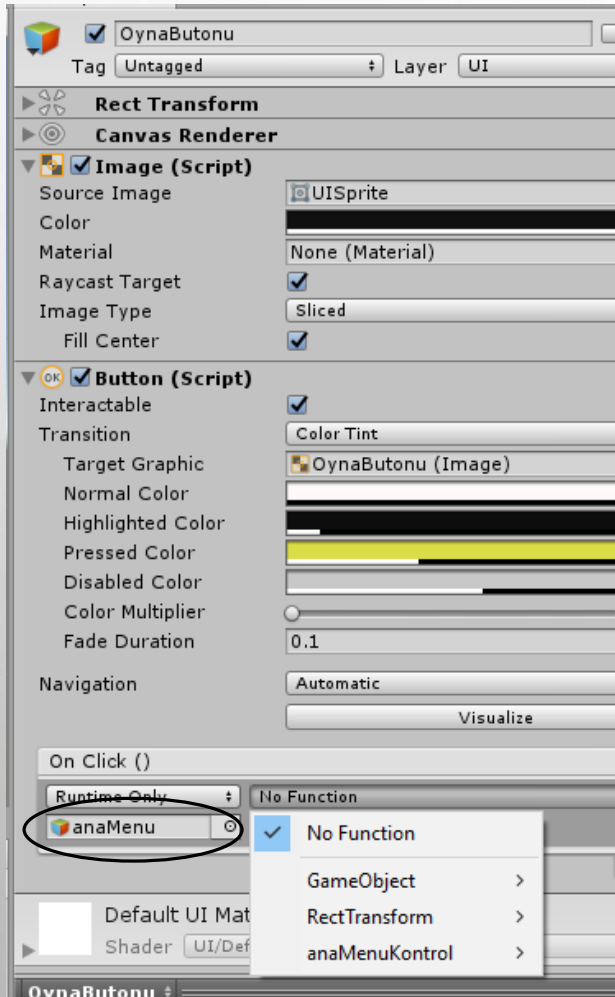 OynaButonu
Tag Untagged Layer UI
Rect Transform
Canvas Renderer
Image (Script)
Source Image UISprite
Color
Material None (Material)
Raycast Target
Image Type Sliced
Fill Center
OK Button (Script)
Interactable
Transition Color Tint
Target Graphic OynaButonu (Image)
Normal Color
Highlighted Color
Pressed Color
Disabled Color
Color Multiplier
Fade Duration 0.1
Navigation Automatic
Visualize
On Click ()
Runtime Only No Function
anaMenu
No Function
GameObject
RectTransform
anaMenuKontrol
Default UI Mat
Shader UI/Def
OynaButonu